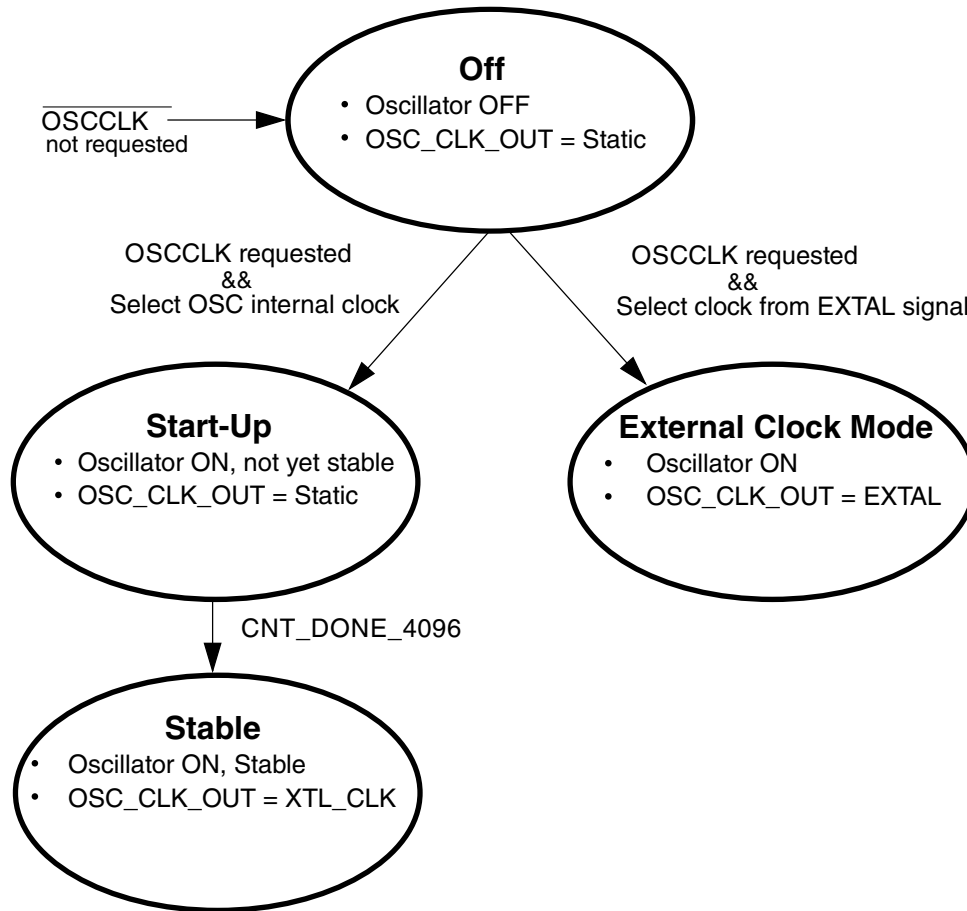 Off
• Oscillator OFF
• OSC_CLK_OUT = Static
OSCCLK
not requested
OSCCLK requested
&&
Select OSC internal clock
OSCCLK requested
&&
Select clock from EXTAL signal
Start-Up
• Oscillator ON, not yet stable
• OSC_CLK_OUT = Static
External Clock Mode
• Oscillator ON
• OSC_CLK_OUT = EXTAL
CNT_DONE_4096
Stable
• Oscillator ON, Stable
• OSC_CLK_OUT = XTL_CLK